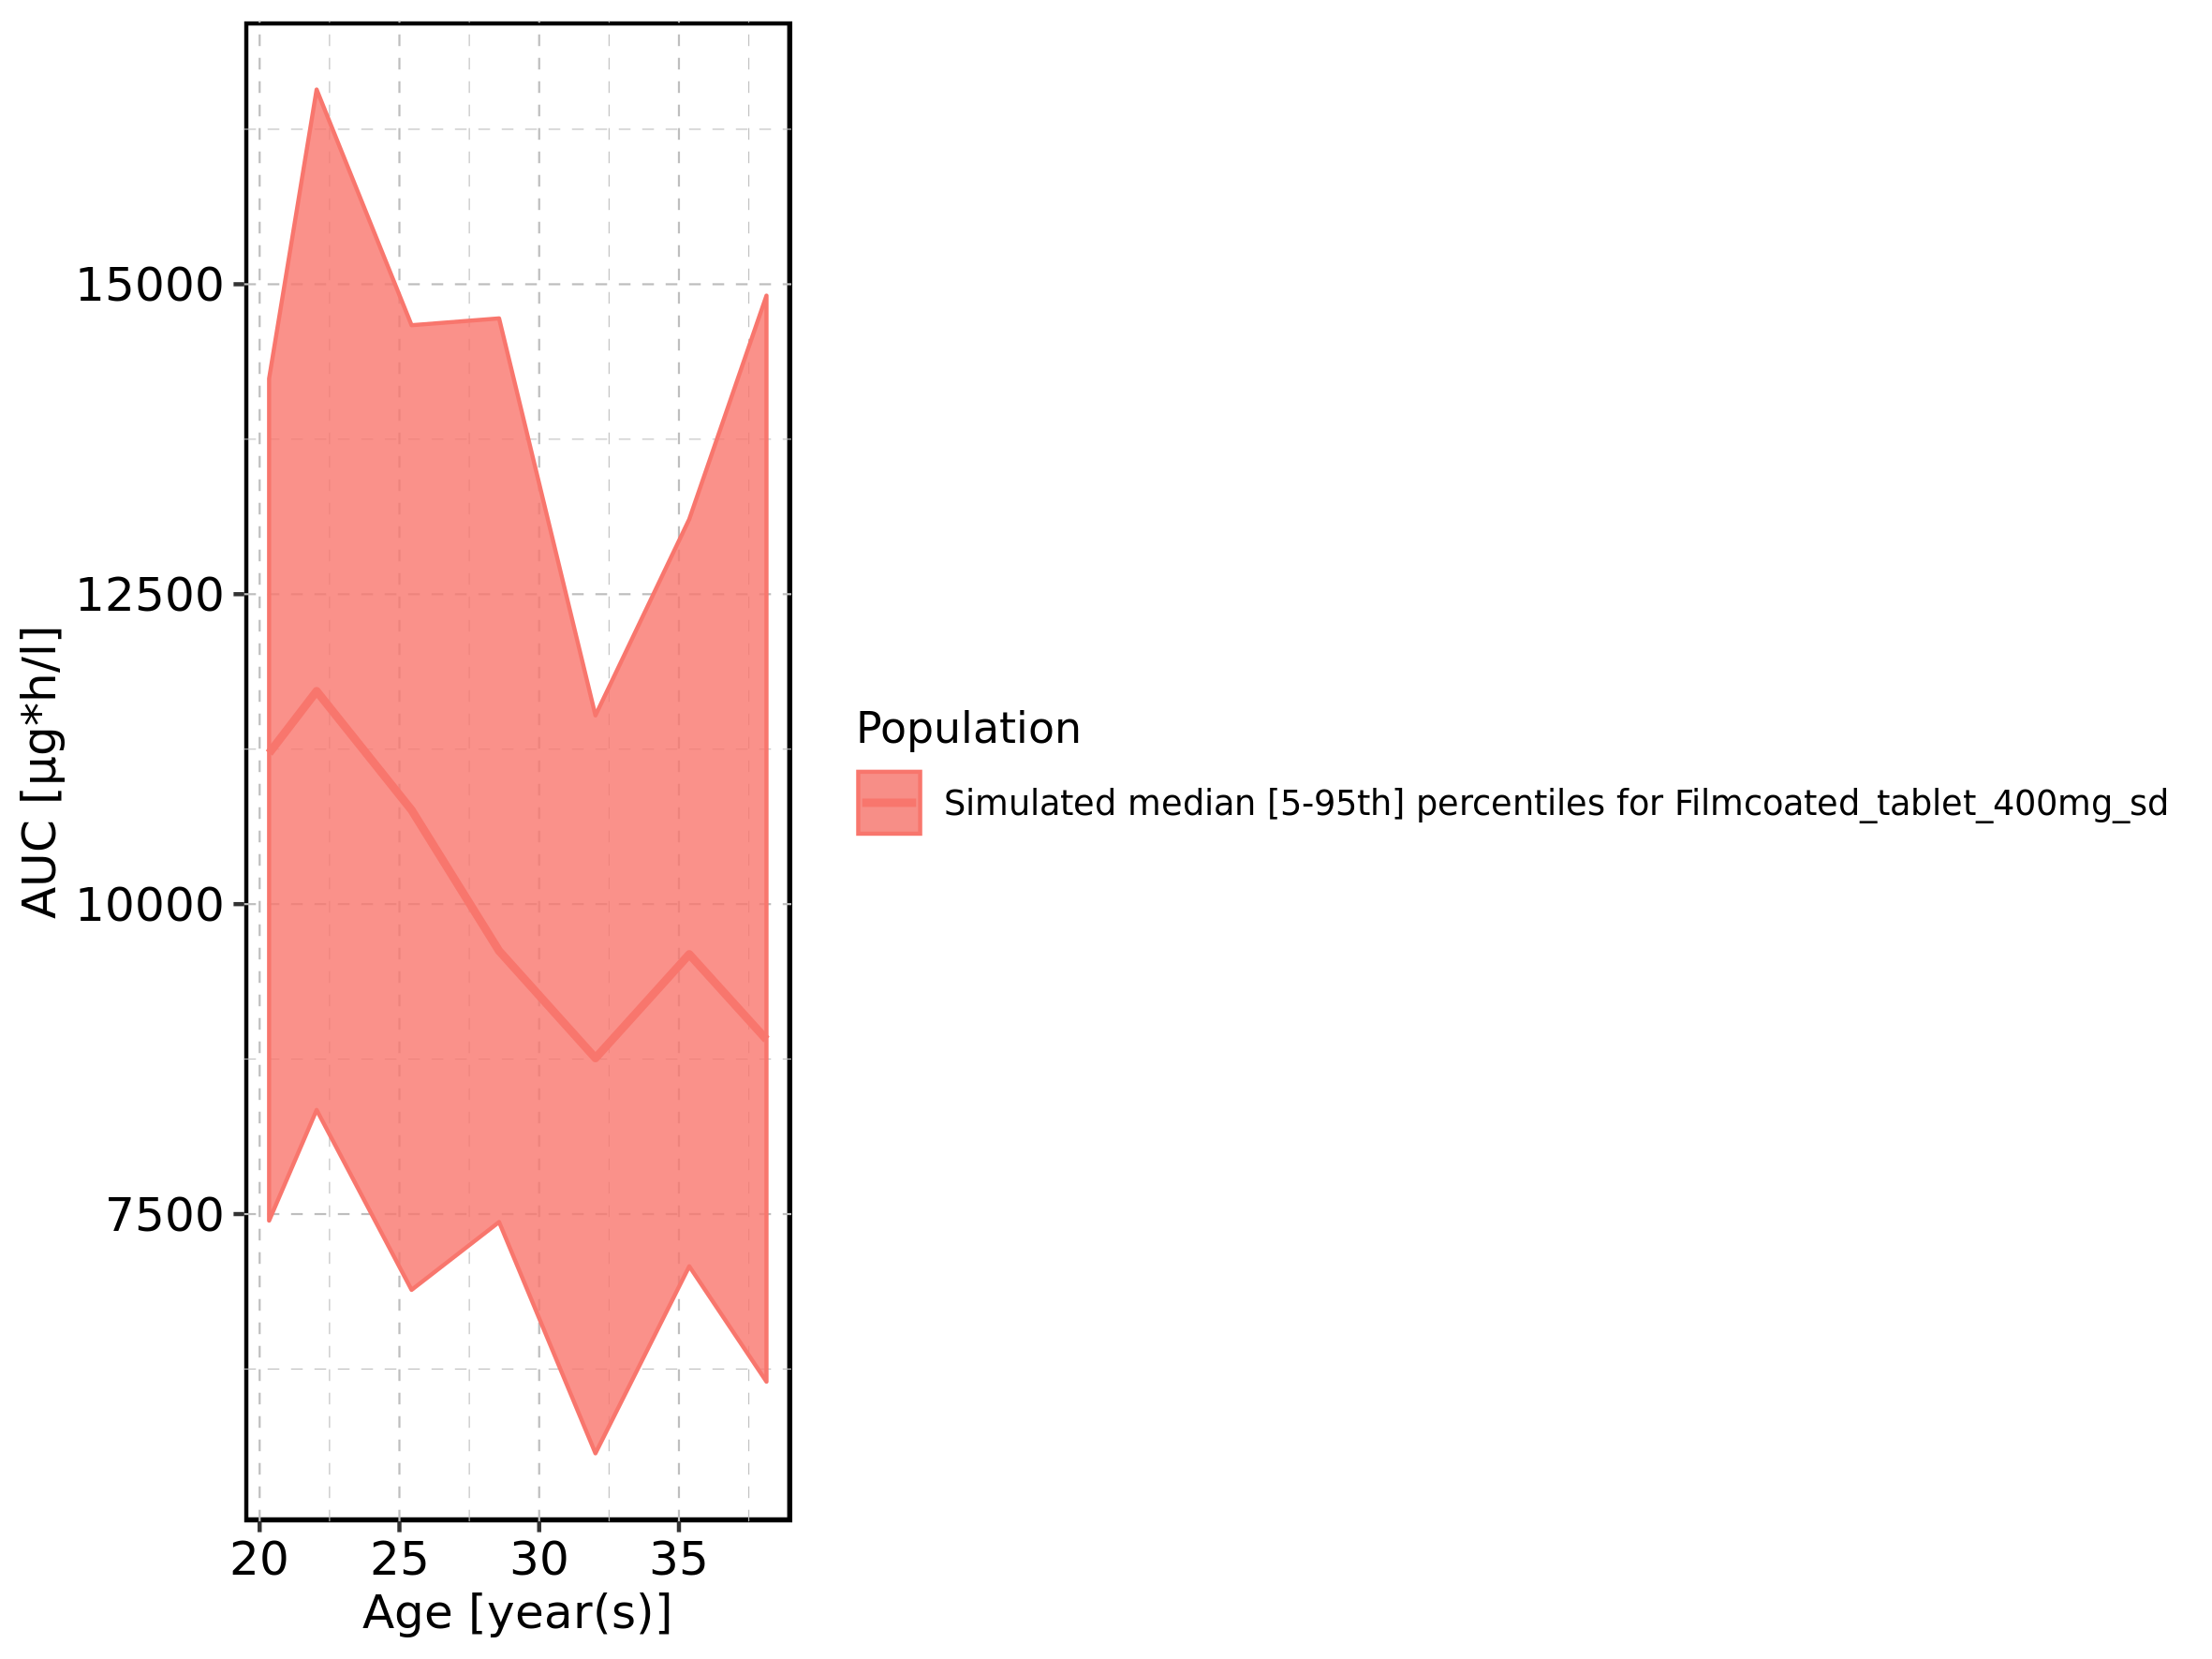 AUC [µg*h/l]
15000
12500
10000
7500
20 25 30 35
Age [year(s)]
Population
Simulated median [5-95th] percentiles for Filmcoated_tablet_400mg_sd